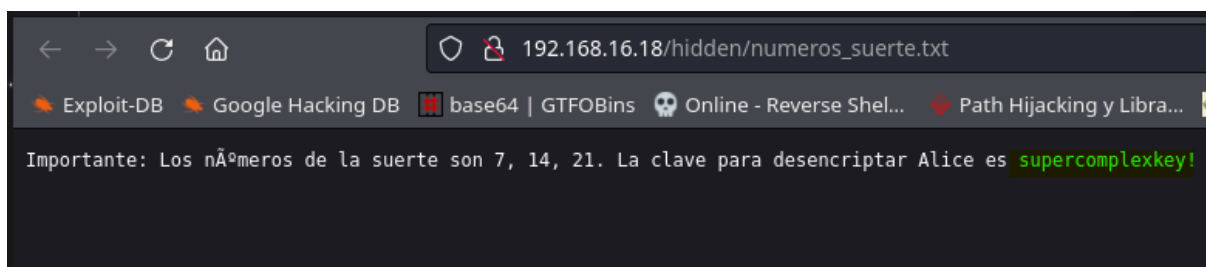 192.168.16.18/hidden/numeros_suerte.txt
Exploit-DB Google Hacking DB base64 | GTFOBins Online - Reverse Shel... Path Hijacking y Libra...
Importante: Los nÃºmeros de la suerte son 7, 14, 21. La clave para desencriptar Alice es supercomplexkey!